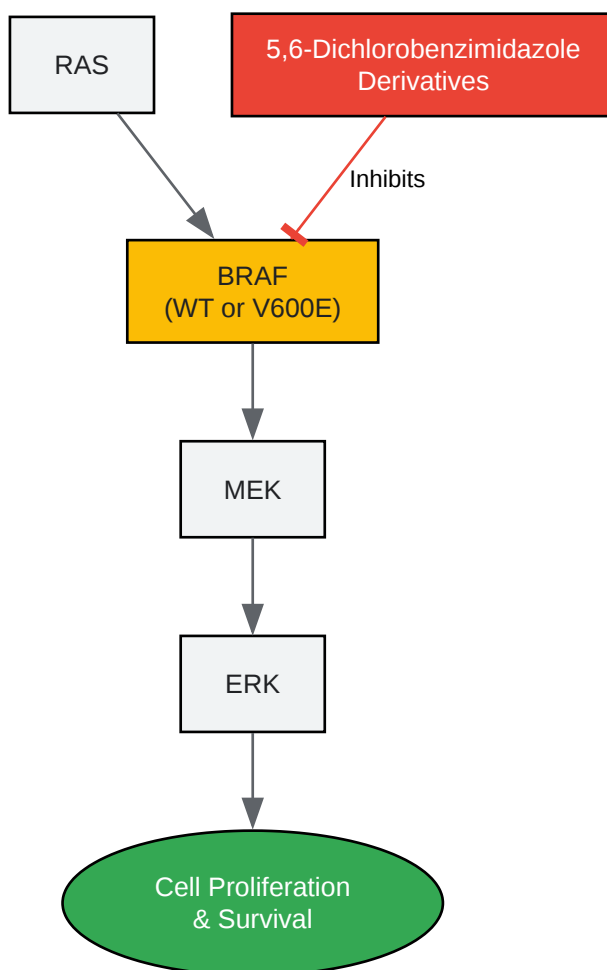 RAS
5,6-Dichlorobenzimidazole
Derivatives
Inhibits
BRAF
(WT or V600E)
MEK
ERK
Cell Proliferation
& Survival